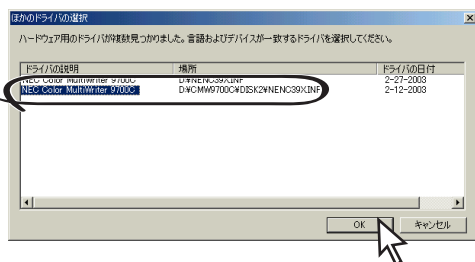 ほかのドライバの選択
ハードウェア用のドライバが複数見つかりました。言語およびデバイスが一致するドライバを選択してください。
ドライバの説明 場所 ドライバの日付
NEC Color MultiWriter 9700C D:¥NENC39X.INF 2-27-2003
NEC Color MultiWriter 9700C D:¥CMW9700C¥DISK2¥NENC39X.INF 2-12-2003
OK キャンセル